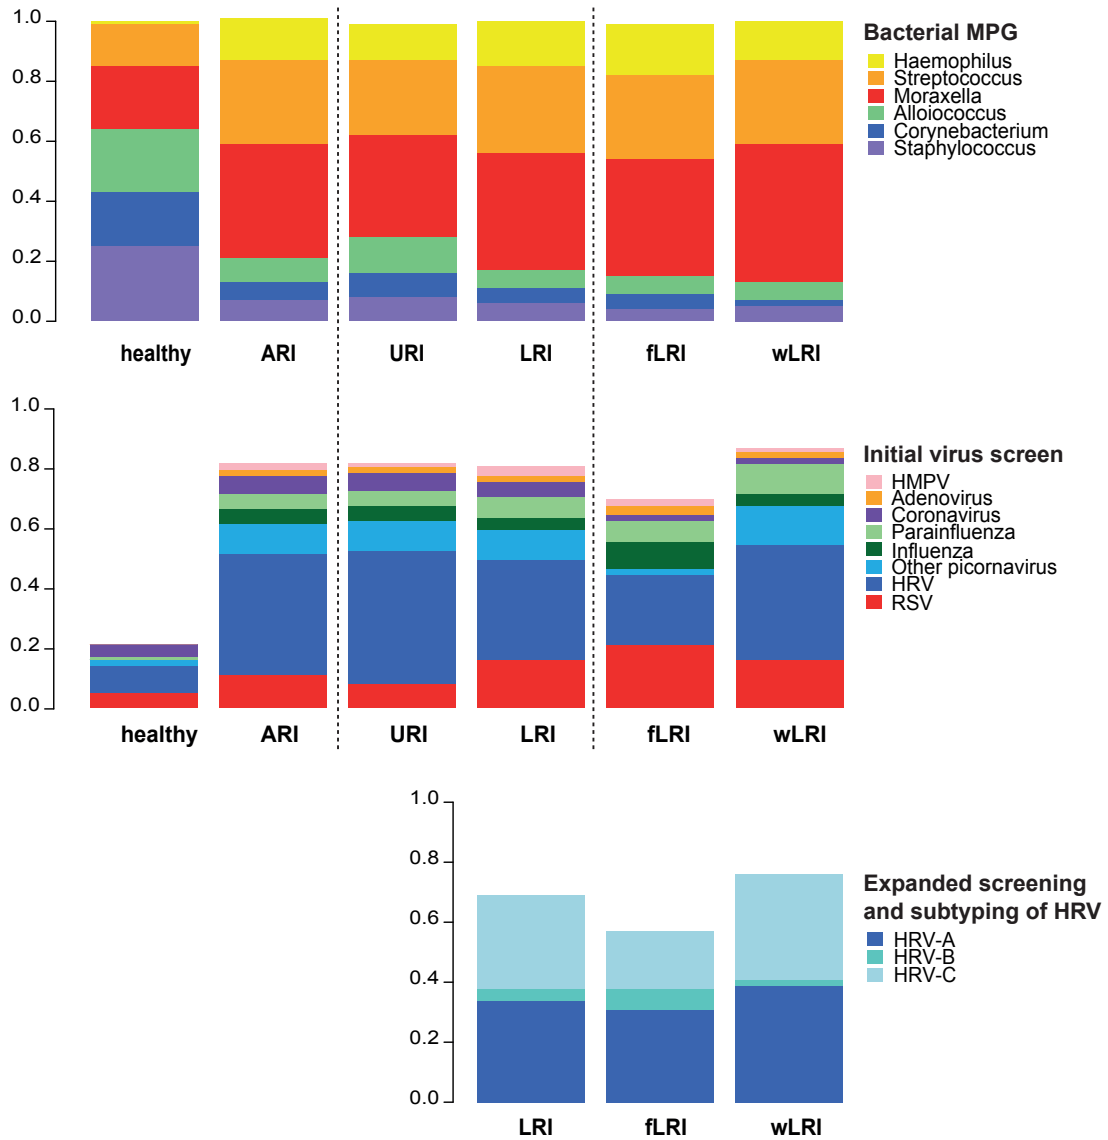 1.0
0.8
0.6
0.4
0.2
0.0
healthy ARI URI LRI fLRI wLRI
Bacterial MPG
Haemophilus
Streptococcus
Moraxella
Alloiococcus
Corynebacterium
Staphylococcus
1.0
0.8
0.6
0.4
0.2
0.0
healthy ARI URI LRI fLRI wLRI
Initial virus screen
HMPV
Adenovirus
Coronavirus
Parainfluenza
Influenza
Other picornavirus
HRV
RSV
1.0
0.8
0.6
0.4
0.2
0.0
LRI fLRI wLRI
Expanded screening
and subtyping of HRV
HRV-A
HRV-B
HRV-C